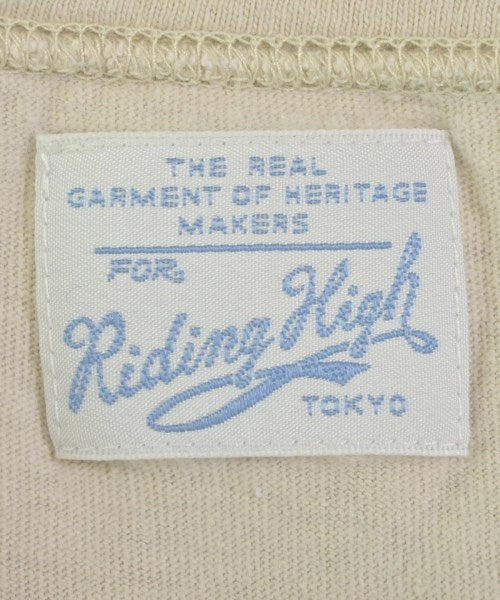 THE REAL
GARMENT OF HERITAGE
MAKERS
FOR.
Riding High
TOKYO